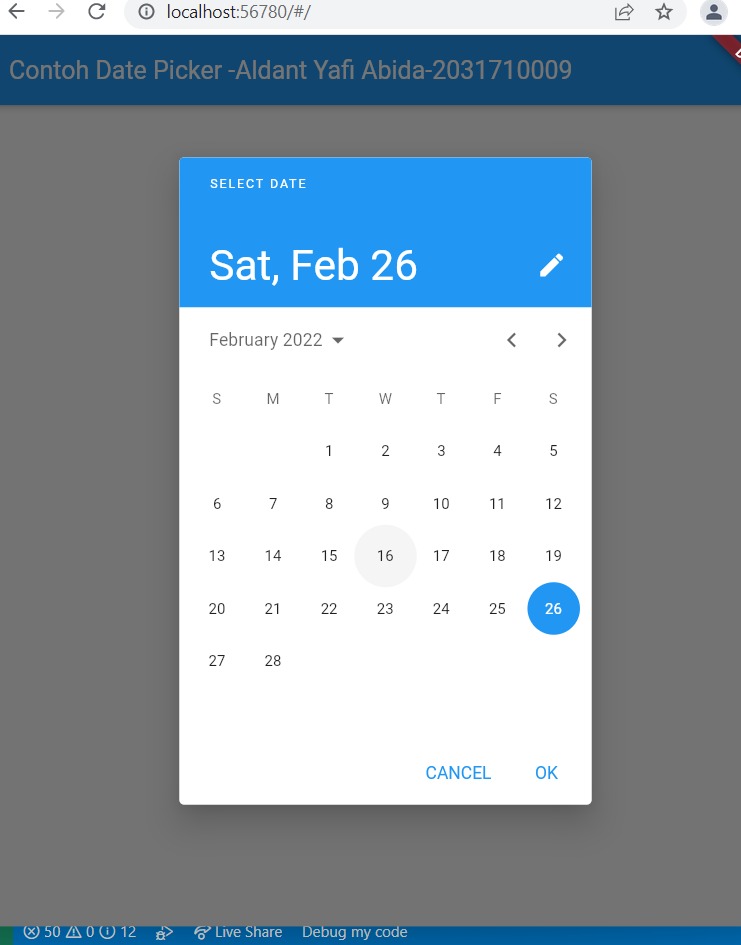 localhost:56780/#/
Contoh Date Picker -Aldant Yafi Abida-2031710009
SELECT DATE
Sat, Feb 26
February 2022
S M T W T F S
1 2 3 4 5
6 7 8 9 10 11 12
13 14 15 16 17 18 19
20 21 22 23 24 25 26
27 28
CANCEL OK
50 0 12 Live Share Debug my code